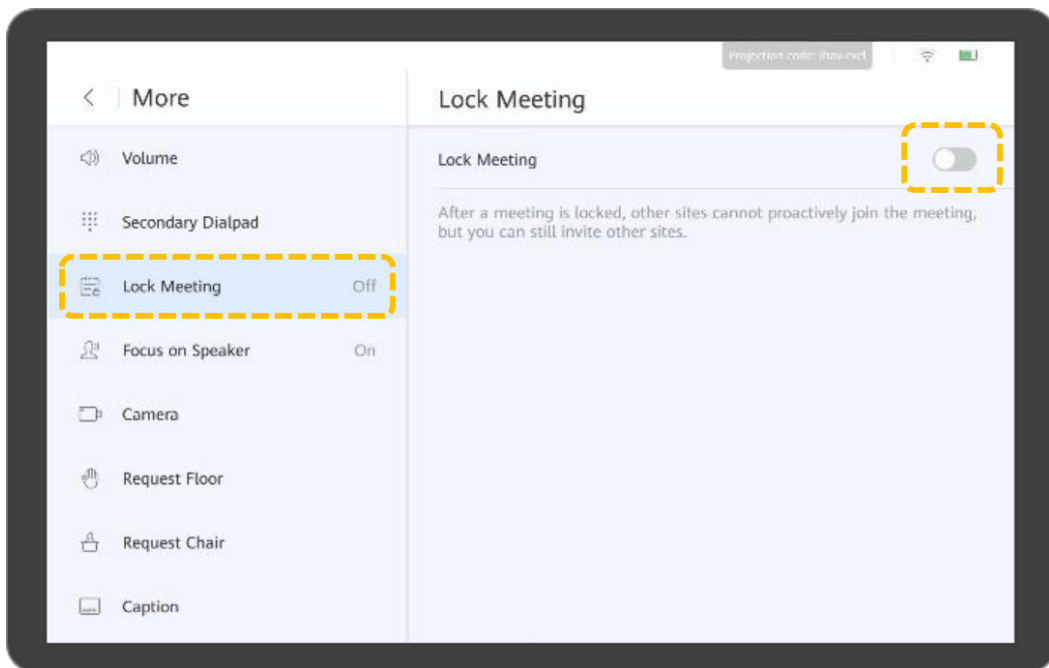 Projection code:
More
Lock Meeting
Volume
Lock Meeting
Secondary Dialpad
After a meeting is locked, other sites cannot proactively join the meeting,
but you can still invite other sites.
Lock Meeting Off
Focus on Speaker On
Camera
Request Floor
Request Chair
Caption